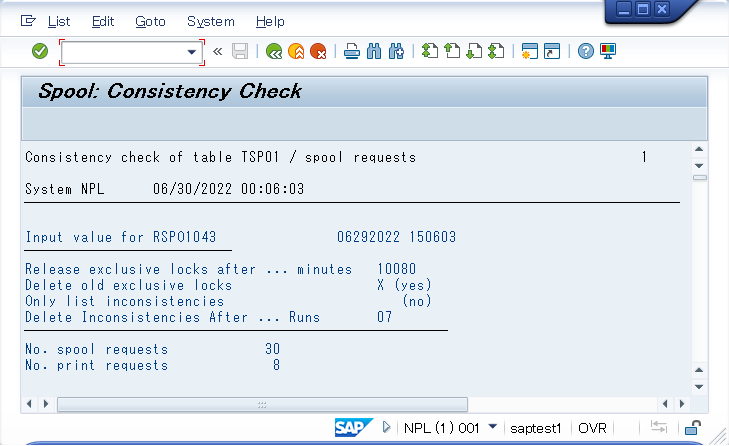 List Edit Goto System Help
Spool: Consistency Check
Consistency check of table TSP01 / spool requests 1
System NPL 06/30/2022 00:06:03
Input value for RSPO1043 06292022 150603
Release exclusive locks after ... minutes 10080
Delete old exclusive locks X (yes)
Only list inconsistencies (no)
Delete Inconsistencies After ... Runs 07
No. spool requests 30
No. print requests 8
SAP NPL (1) 001 saptest1 OVR